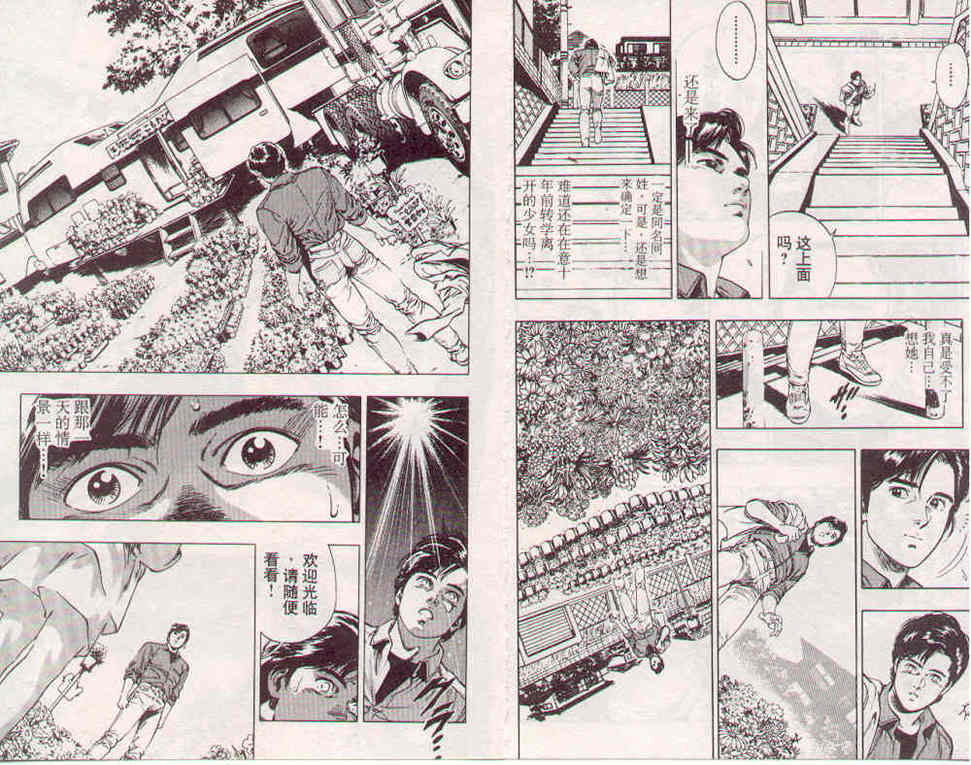 ……
这上面
吗?
还是来了
……
一定是同名同
姓,可是,还是想
来确定一下…
难道还在在意十
年前转学离
开的少女吗…!?
真是受不了
我自己…
想她…
怎么…可
能…!
跟那一
天的情
景一样…!
欢迎光临
,请随便
看看!